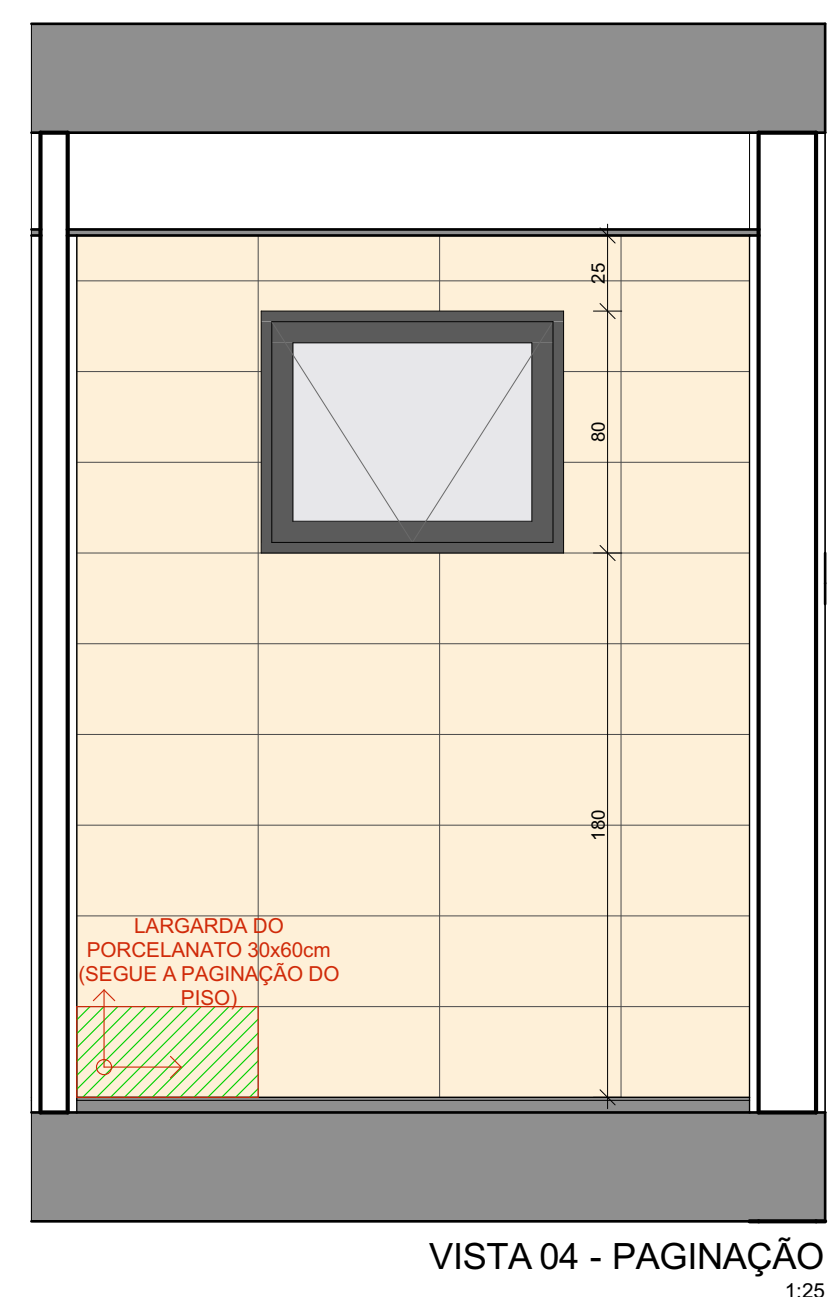 25
80
180
LARGARDA DO
PORCELANATO 30x60cm
(SEGUE A PAGINAÇÃO DO
PISO)
VISTA 04 - PAGINAÇÃO
1:25